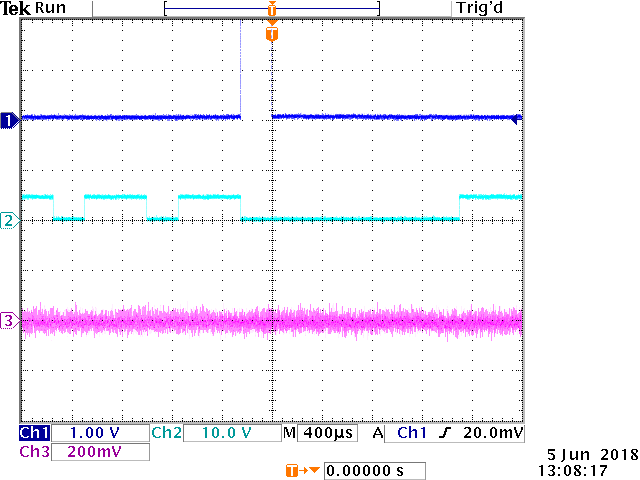 Tek Run Trig'd
T
T
1
2
3
Ch1 1.00 V Ch2 10.0 V M 400µs A Ch1 20.0mV
Ch3 200mV
5 Jun 2018
T 0.00000 s 13:08:17